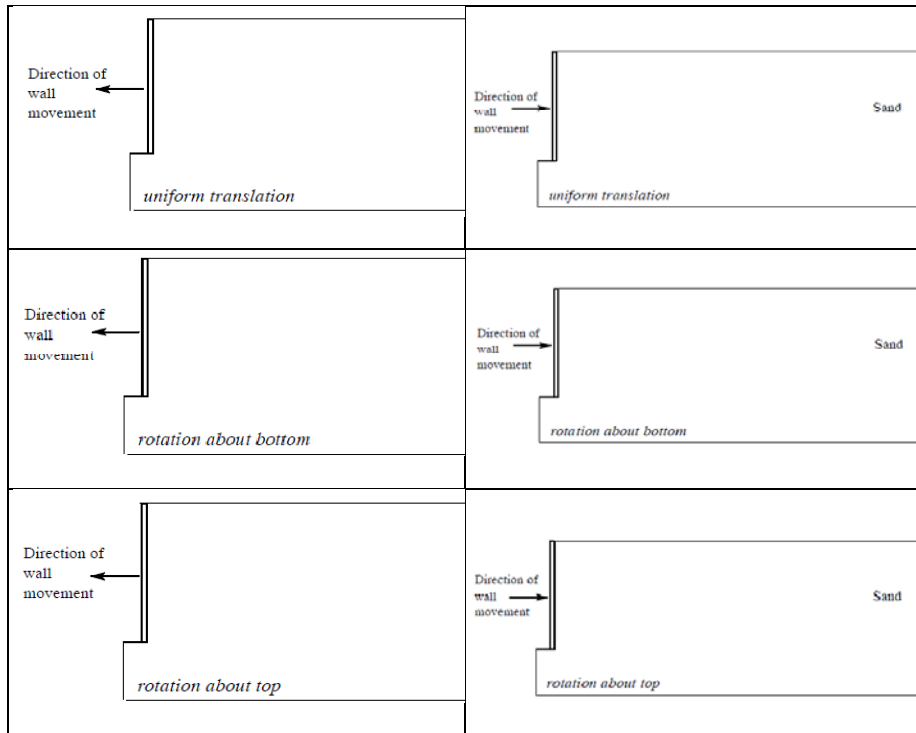 Direction of
wall
movement
uniform translation
Direction of
wall
movement
Sand
uniform translation
Direction of
wall
movement
rotation about bottom
Direction of
wall
movement
Sand
rotation about bottom
Direction of
wall
movement
rotation about top
Direction of
wall
movement
Sand
rotation about top